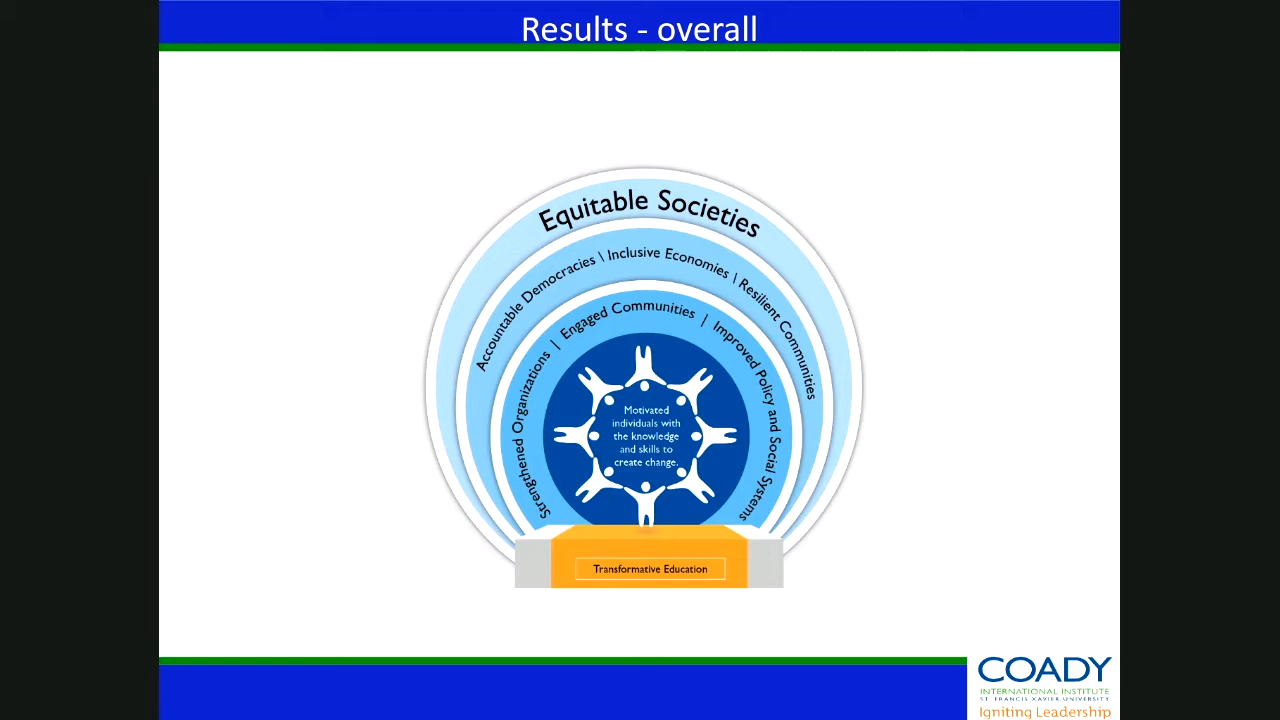 Results - overall
Equitable Societies
Accountable Democracies \ Inclusive Economies \ Resilient Communities
Strengthened Organizations | Engaged Communities / Improved Policy and Social Systems
Motivated
individuals with
the knowledge
and skills to
create change.
Transformative Education
COADY
INTERNATIONAL INSTITUTE
ST. FRANCIS XAVIER UNIVERSITY
Igniting Leadership